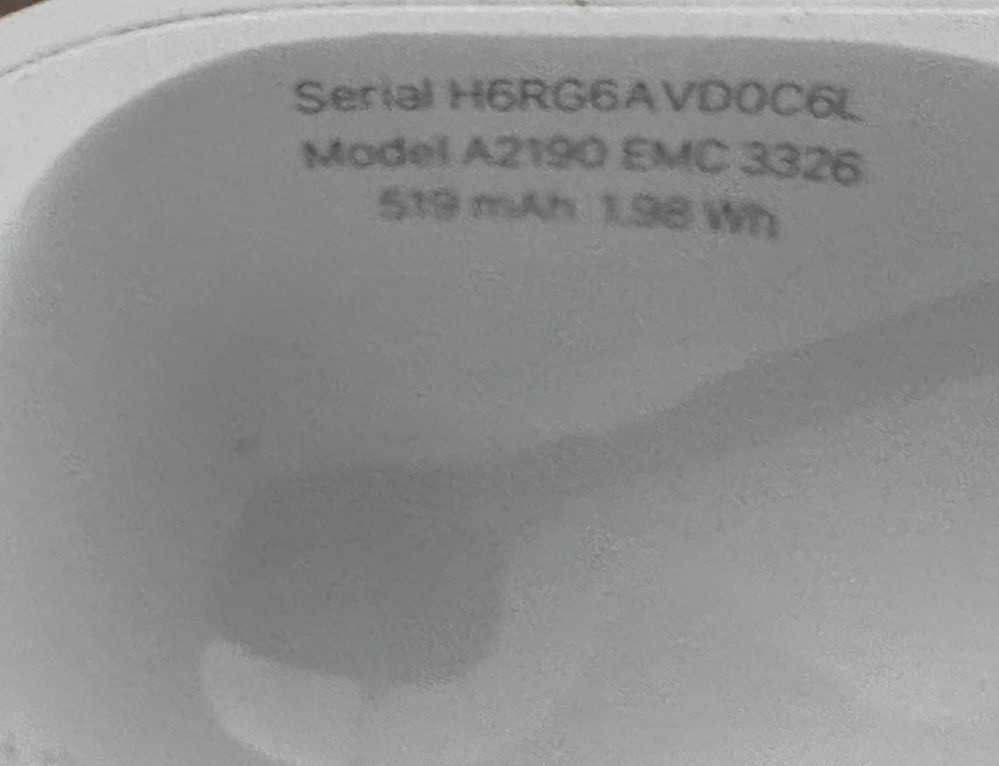 Serial H6RG6AVD0C6L
Model A2190 EMC 3326
519 mAh 1.98 Wh